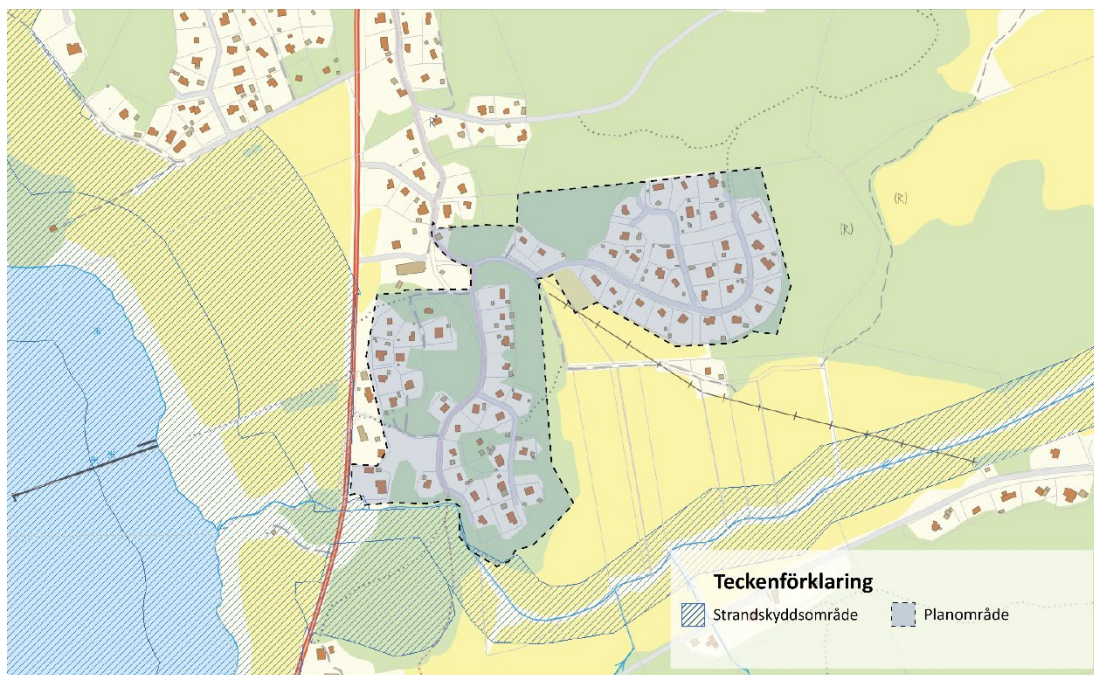 R
(R)
(R)
Teckenförklaring
Strandskyddsområde
Planområde